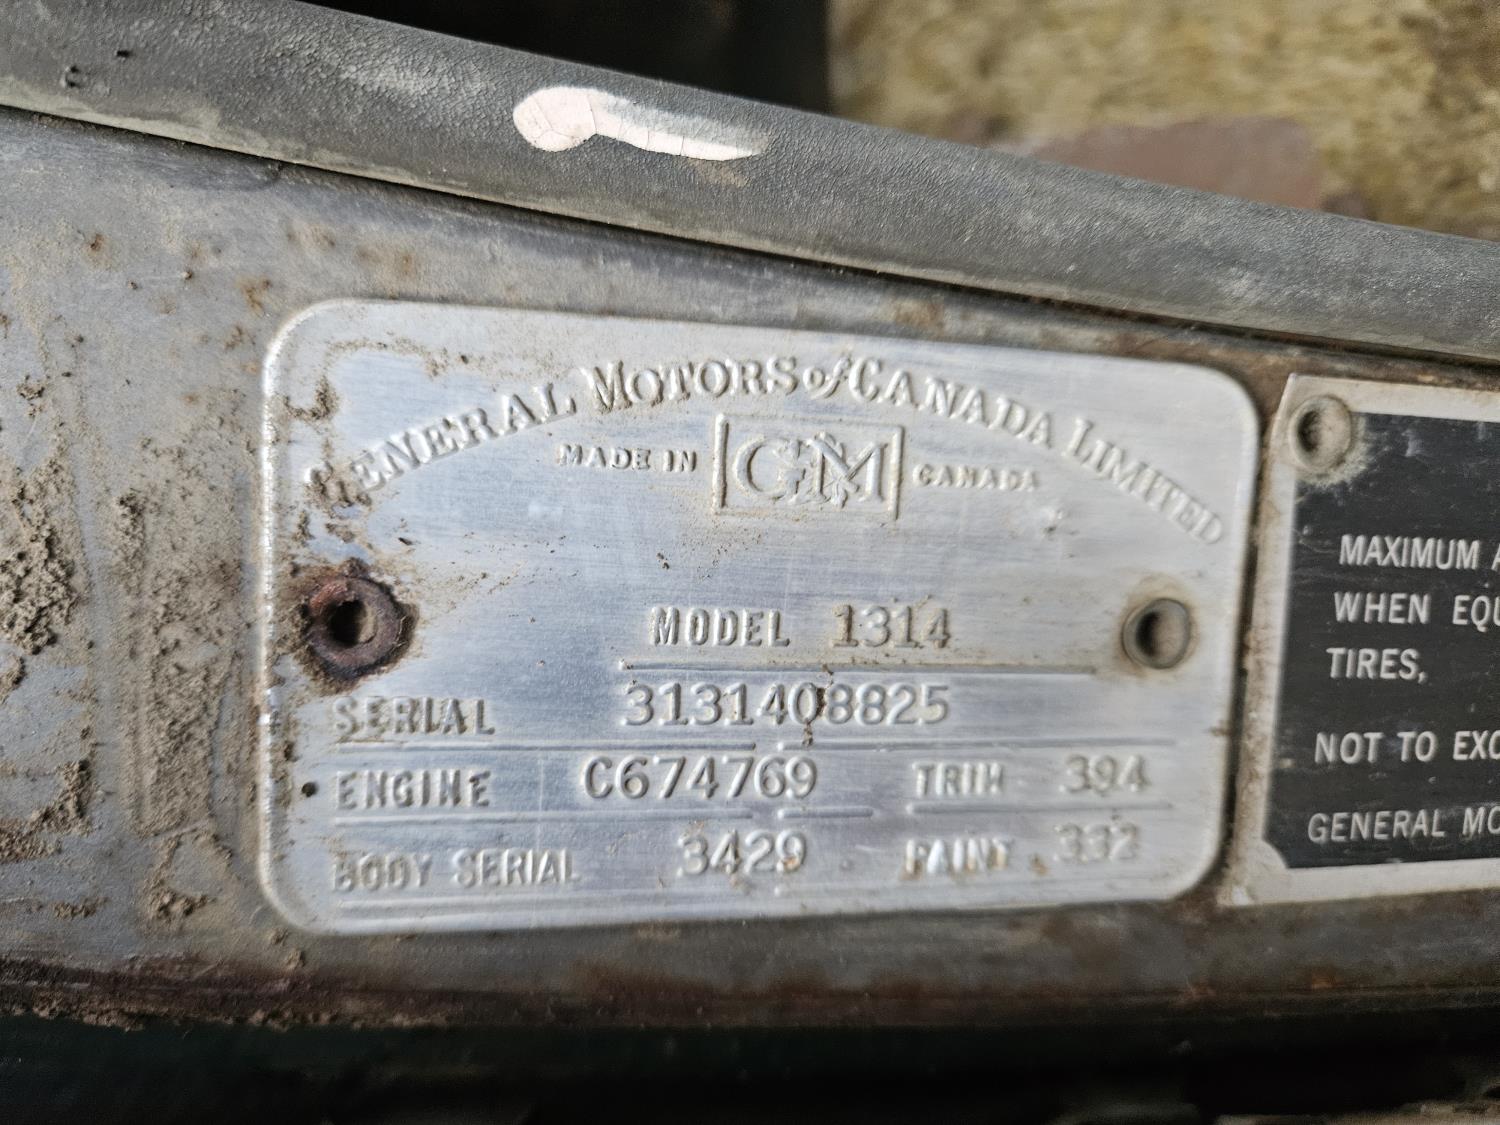 GENERAL MOTORS of CANADA LIMITED
MADE IN GM CANADA
MODEL 1314
SERIAL 3131408825
ENGINE C674769 TRIM 394
BODY SERIAL 3429 PAINT 332
MAXIMUM
WHEN EQU
TIRES,
NOT TO EXC
GENERAL MO